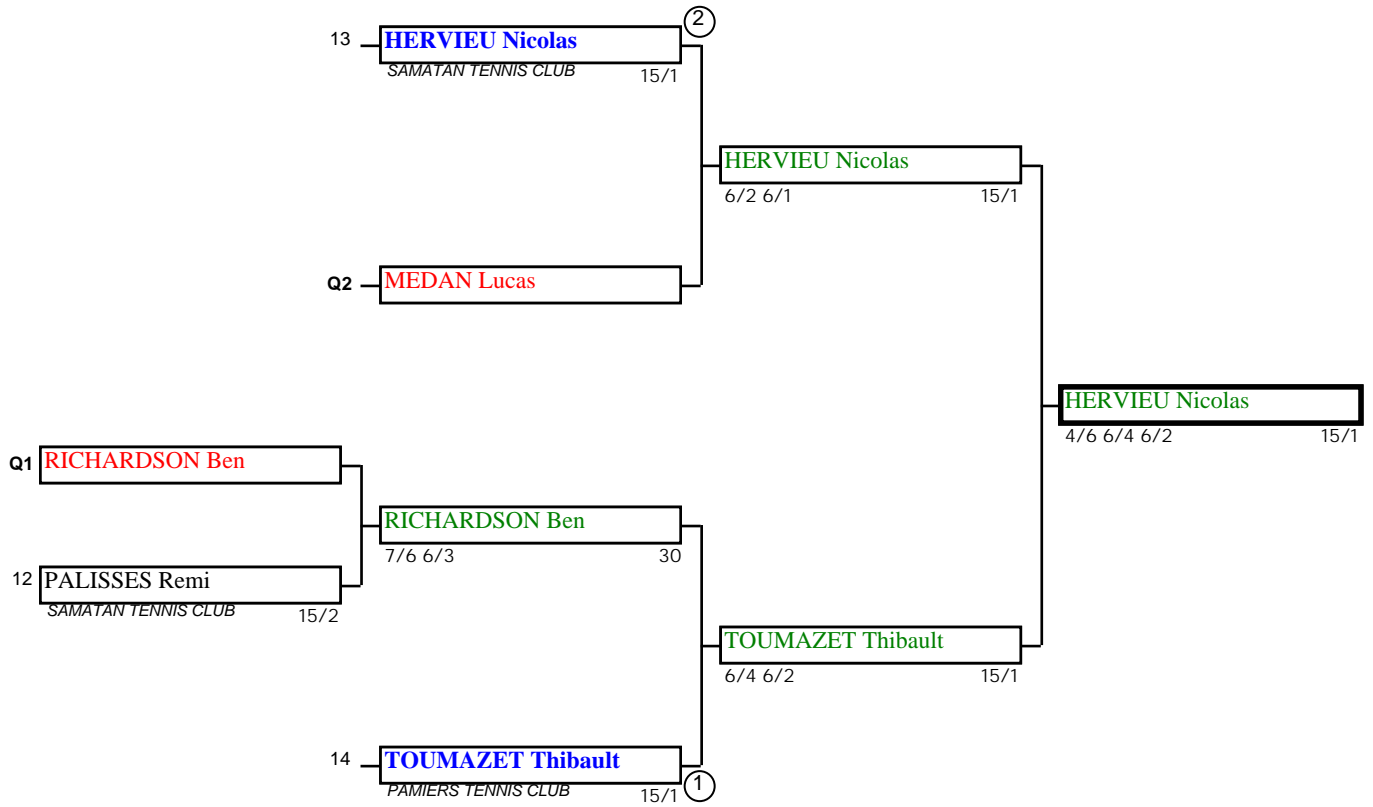 2
13 HERVIEU Nicolas
SAMATAN TENNIS CLUB 15/1
HERVIEU Nicolas
6/2 6/1 15/1
Q2 MEDAN Lucas
HERVIEU Nicolas
4/6 6/4 6/2 15/1
Q1 RICHARDSON Ben
RICHARDSON Ben
7/6 6/3 30
12 PALISSES Remi
SAMATAN TENNIS CLUB 15/2
TOUMAZET Thibault
6/4 6/2 15/1
14 TOUMAZET Thibault
PAMIERS TENNIS CLUB 15/1 1